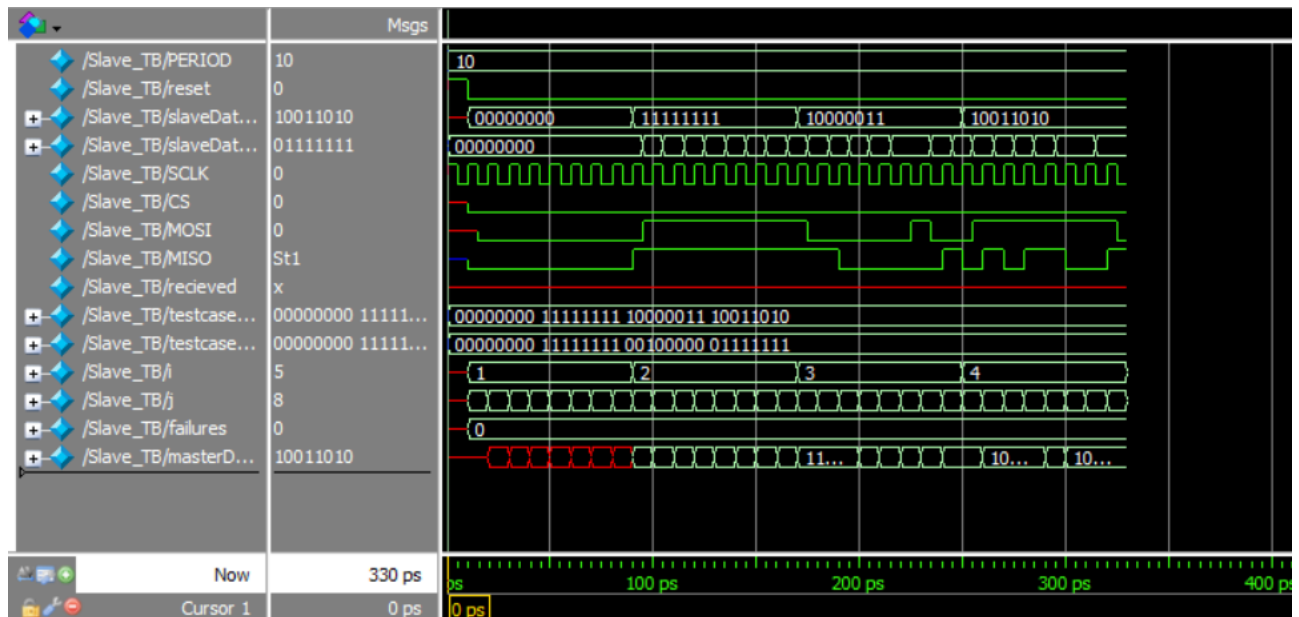 Msgs
/Slave_TB/PERIOD 10 10
/Slave_TB/reset 0
/Slave_TB/slaveDat... 10011010 00000000 11111111 10000011 10011010
/Slave_TB/slaveDat... 01111111 00000000
/Slave_TB/SCLK 0
/Slave_TB/CS 0
/Slave_TB/MOSI 0
/Slave_TB/MISO St1
/Slave_TB/recieved x
/Slave_TB/testcase... 00000000 11111... 00000000 11111111 10000011 10011010
/Slave_TB/testcase... 00000000 11111... 00000000 11111111 00100000 01111111
/Slave_TB/i 5 1 2 3 4
/Slave_TB/j 8
/Slave_TB/failures 0 0
/Slave_TB/masterD... 10011010 11... 10... 10...
Now 330 ps ps 100 ps 200 ps 300 ps 400 ps
Cursor 1 0 ps 0 ps